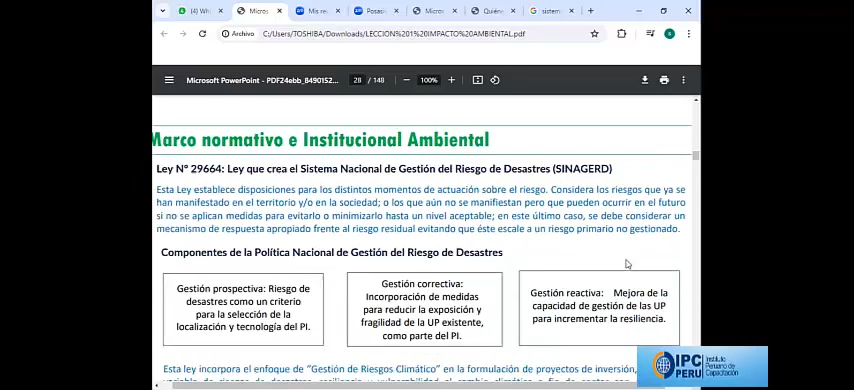 (4) Wh
Micros
Mis re
Posasi
Microc
Quién
sistem
Archivo C:/Users/TOSHIBA/Downloads/LECCION%201%20IMPACTO%20AMBIENTAL.pdf
Microsoft PowerPoint - PDF24ebb_8490152... 28 / 148 − 100% +
Marco normativo e Institucional Ambiental
Ley Nº 29664: Ley que crea el Sistema Nacional de Gestión del Riesgo de Desastres (SINAGERD)
Esta Ley establece disposiciones para los distintos momentos de actuación sobre el riesgo. Considera los riesgos que ya se
han manifestado en el territorio y/o en la sociedad; o los que aún no se manifiestan pero que pueden ocurrir en el futuro
si no se aplican medidas para evitarlo o minimizarlo hasta un nivel aceptable; en este último caso, se debe considerar un
mecanismo de respuesta apropiado frente al riesgo residual evitando que éste escale a un riesgo primario no gestionado.
Componentes de la Política Nacional de Gestión del Riesgo de Desastres
Gestión prospectiva: Riesgo de
desastres como un criterio
para la selección de la
localización y tecnología del PI.
Gestión correctiva:
Incorporación de medidas
para reducir la exposición y
fragilidad de la UP existente,
como parte del PI.
Gestión reactiva: Mejora de la
capacidad de gestión de las UP
para incrementar la resiliencia.
Esta ley incorpora el enfoque de "Gestión de Riesgos Climático" en la formulación de proyectos de inversión,
IPC
PERU
Instituto
Peruano de
Capacitación